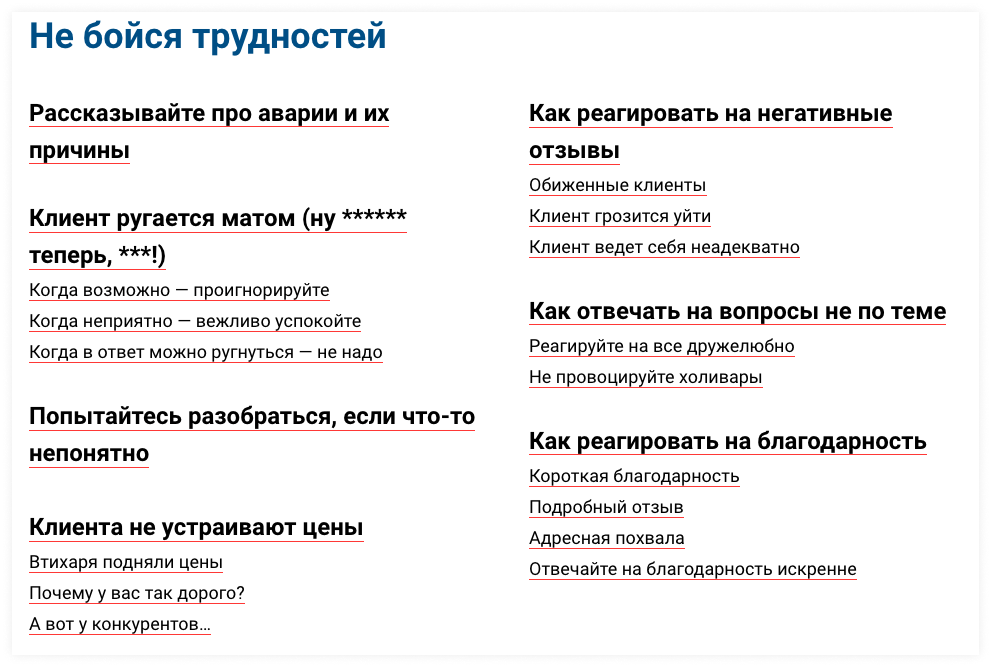 Не бойся трудностей
Рассказывайте про аварии и их
причины
Клиент ругается матом (ну ******
теперь, ***!)
Когда возможно — проигнорируйте
Когда неприятно — вежливо успокойте
Когда в ответ можно ругнуться — не надо
Попытайтесь разобраться, если что-то
непонятно
Клиента не устраивают цены
Втихаря подняли цены
Почему у вас так дорого?
А вот у конкурентов…
Как реагировать на негативные
отзывы
Обиженные клиенты
Клиент грозится уйти
Клиент ведет себя неадекватно
Как отвечать на вопросы не по теме
Реагируйте на все дружелюбно
Не провоцируйте холивары
Как реагировать на благодарность
Короткая благодарность
Подробный отзыв
Адресная похвала
Отвечайте на благодарность искренне